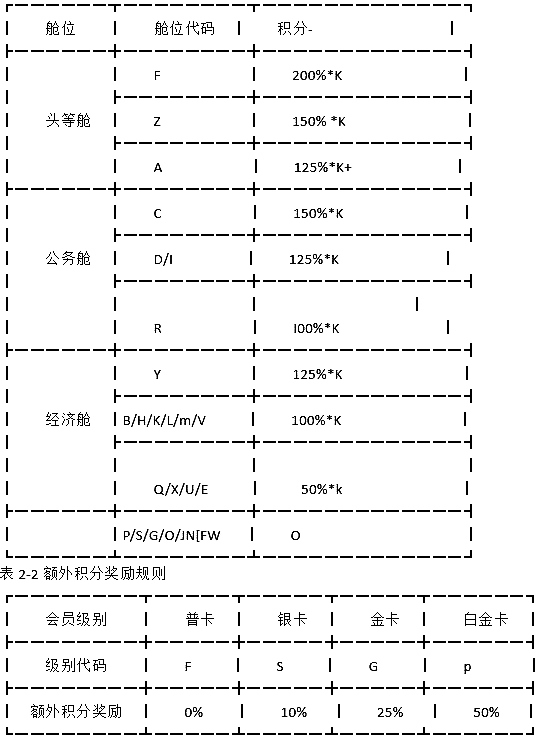 舱位 舱位代码 积分-
F 200%*K
头等舱 Z 150% *K
A 125%*K+
C 150%*K
公务舱 D/I 125%*K
R I00%*K
Y 125%*K
经济舱 B/H/K/L/m/V 100%*K
Q/X/U/E 50%*k
P/S/G/O/JN[FW O
表 2-2 额外积分奖励规则
会员级别 普卡 银卡 金卡 白金卡
级别代码 F S G p
额外积分奖励 0% 10% 25% 50%